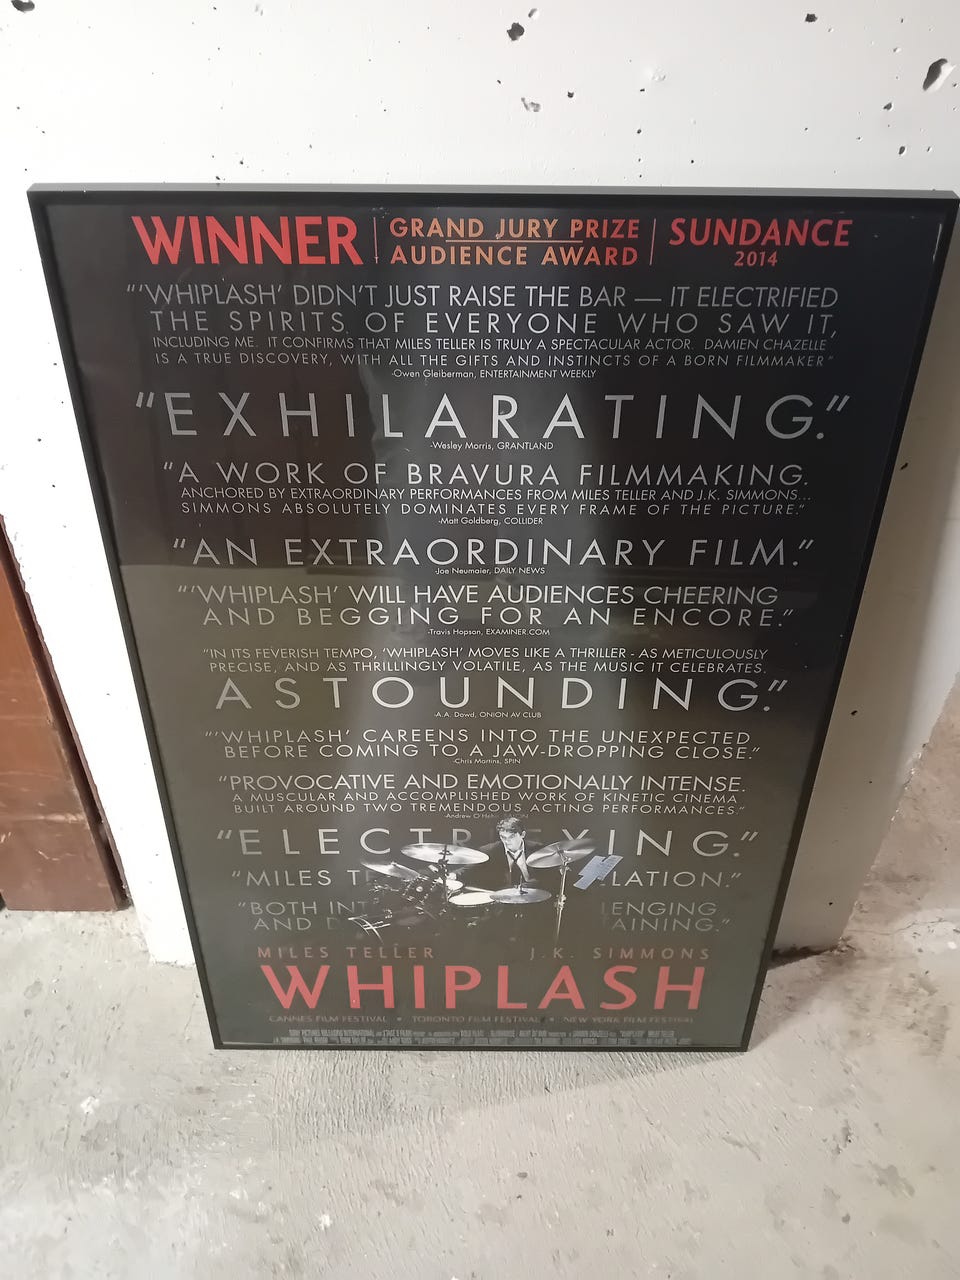 WINNER | GRAND JURY PRIZE | SUNDANCE
AUDIENCE AWARD 2014
“‘WHIPLASH’ DIDN’T JUST RAISE THE BAR — IT ELECTRIFIED
THE SPIRITS OF EVERYONE WHO SAW IT,
INCLUDING ME. IT CONFIRMS THAT MILES TELLER IS TRULY A SPECTACULAR ACTOR. DAMIEN CHAZELLE
IS A TRUE DISCOVERY, WITH ALL THE GIFTS AND INSTINCTS OF A BORN FILMMAKER”
-Owen Gleiberman, ENTERTAINMENT WEEKLY
“EXHILARATING.”
-Wesley Morris, GRANTLAND
“A WORK OF BRAVURA FILMMAKING.
ANCHORED BY EXTRAORDINARY PERFORMANCES FROM MILES TELLER AND J.K. SIMMONS...
SIMMONS ABSOLUTELY DOMINATES EVERY FRAME OF THE PICTURE.”
-Matt Goldberg, COLLIDER
“AN EXTRAORDINARY FILM.”
-Joe Neumaier, DAILY NEWS
“‘WHIPLASH’ WILL HAVE AUDIENCES CHEERING
AND BEGGING FOR AN ENCORE.”
-Travis Hopson, EXAMINER.COM
“IN ITS FEVERISH TEMPO, ‘WHIPLASH’ MOVES LIKE A THRILLER - AS METICULOUSLY
PRECISE, AND AS THRILLINGLY VOLATILE, AS THE MUSIC IT CELEBRATES.
ASTOUNDING.”
-A.A. Dowd, ONION AV CLUB
“‘WHIPLASH’ CAREENS INTO THE UNEXPECTED
BEFORE COMING TO A JAW-DROPPING CLOSE.”
-Chris Martins, SPIN
“PROVOCATIVE AND EMOTIONALLY INTENSE.
A MUSCULAR AND ACCOMPLISHED WORK OF KINETIC CINEMA
BUILT AROUND TWO TREMENDOUS ACTING PERFORMANCES.”
-Andrew
“ELECTRIFYING.”
“MILES T LATION.”
“BOTH INT ENGING
AND D AINING.”
MILES TELLER J.K. SIMMONS
WHIPLASH
CANNES FILM FESTIVAL • TORONTO FILM FESTIVAL • NEW YORK FILM FESTIVAL